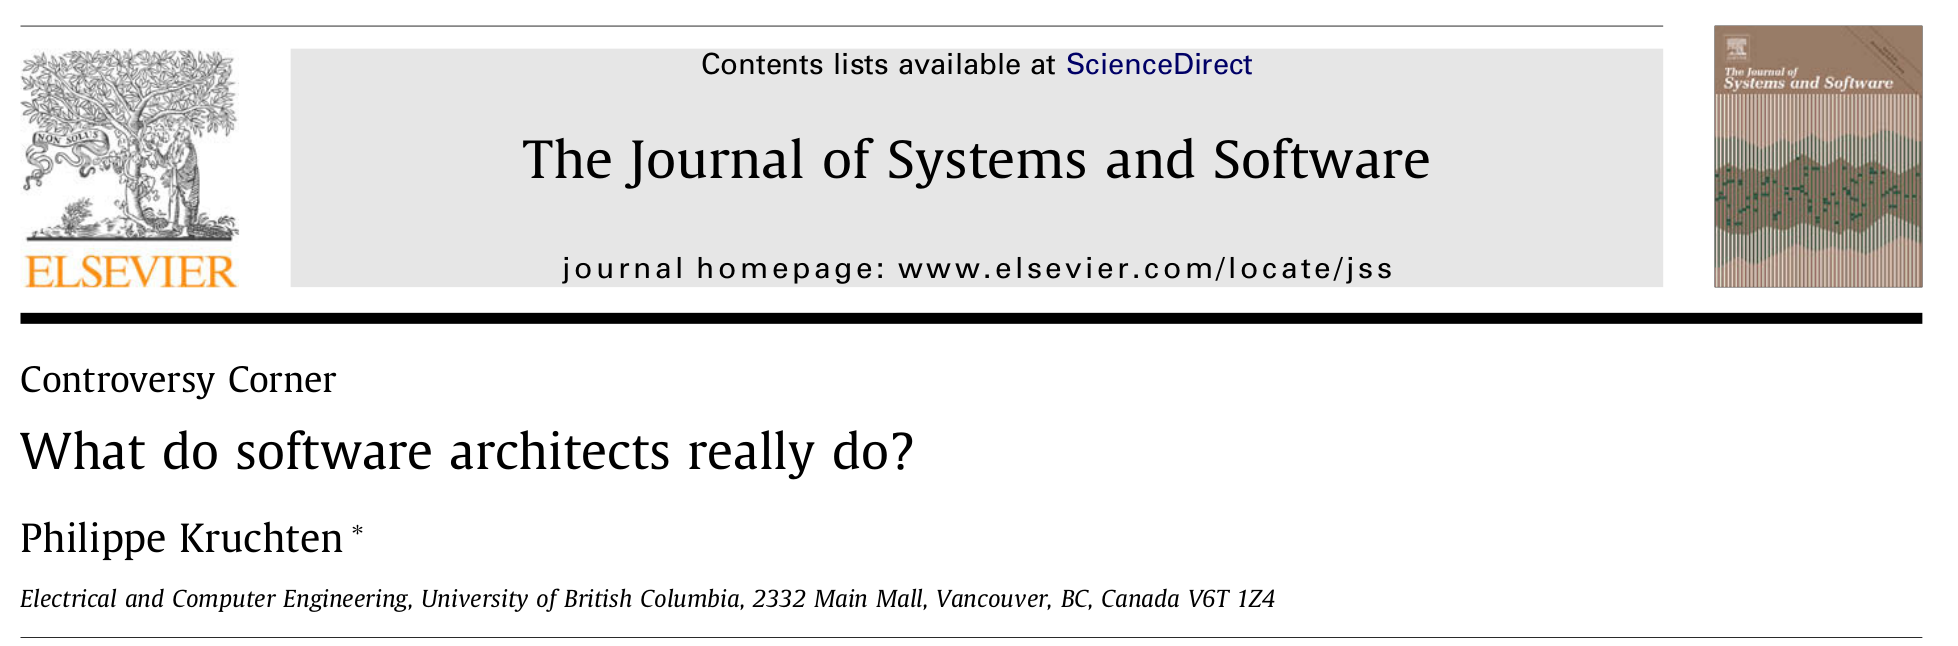 Contents lists available at ScienceDirect
The Journal of Systems and Software
journal homepage: www.elsevier.com/locate/jss
NON SOLUS
ELSEVIER
The Journal of
Systems and Software
Controversy Corner
What do software architects really do?
Philippe Kruchten *
Electrical and Computer Engineering, University of British Columbia, 2332 Main Mall, Vancouver, BC, Canada V6T 1Z4